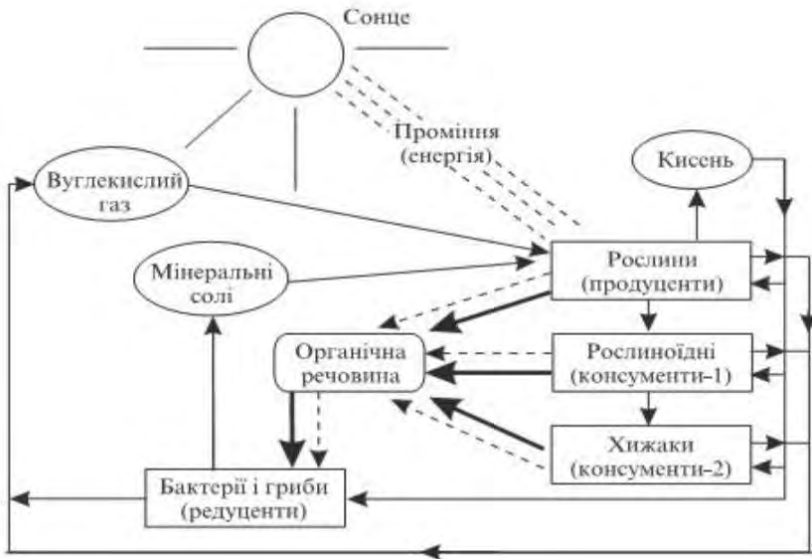 Сонце
Проміння
(енергія)
Кисень
Вуглекислий
газ
Мінеральні
солі
Рослини
(продуценти)
Органічна
речовина
Рослиноїдні
(консументи–1)
Хижаки
(консументи–2)
Бактерії і гриби
(редуценти)